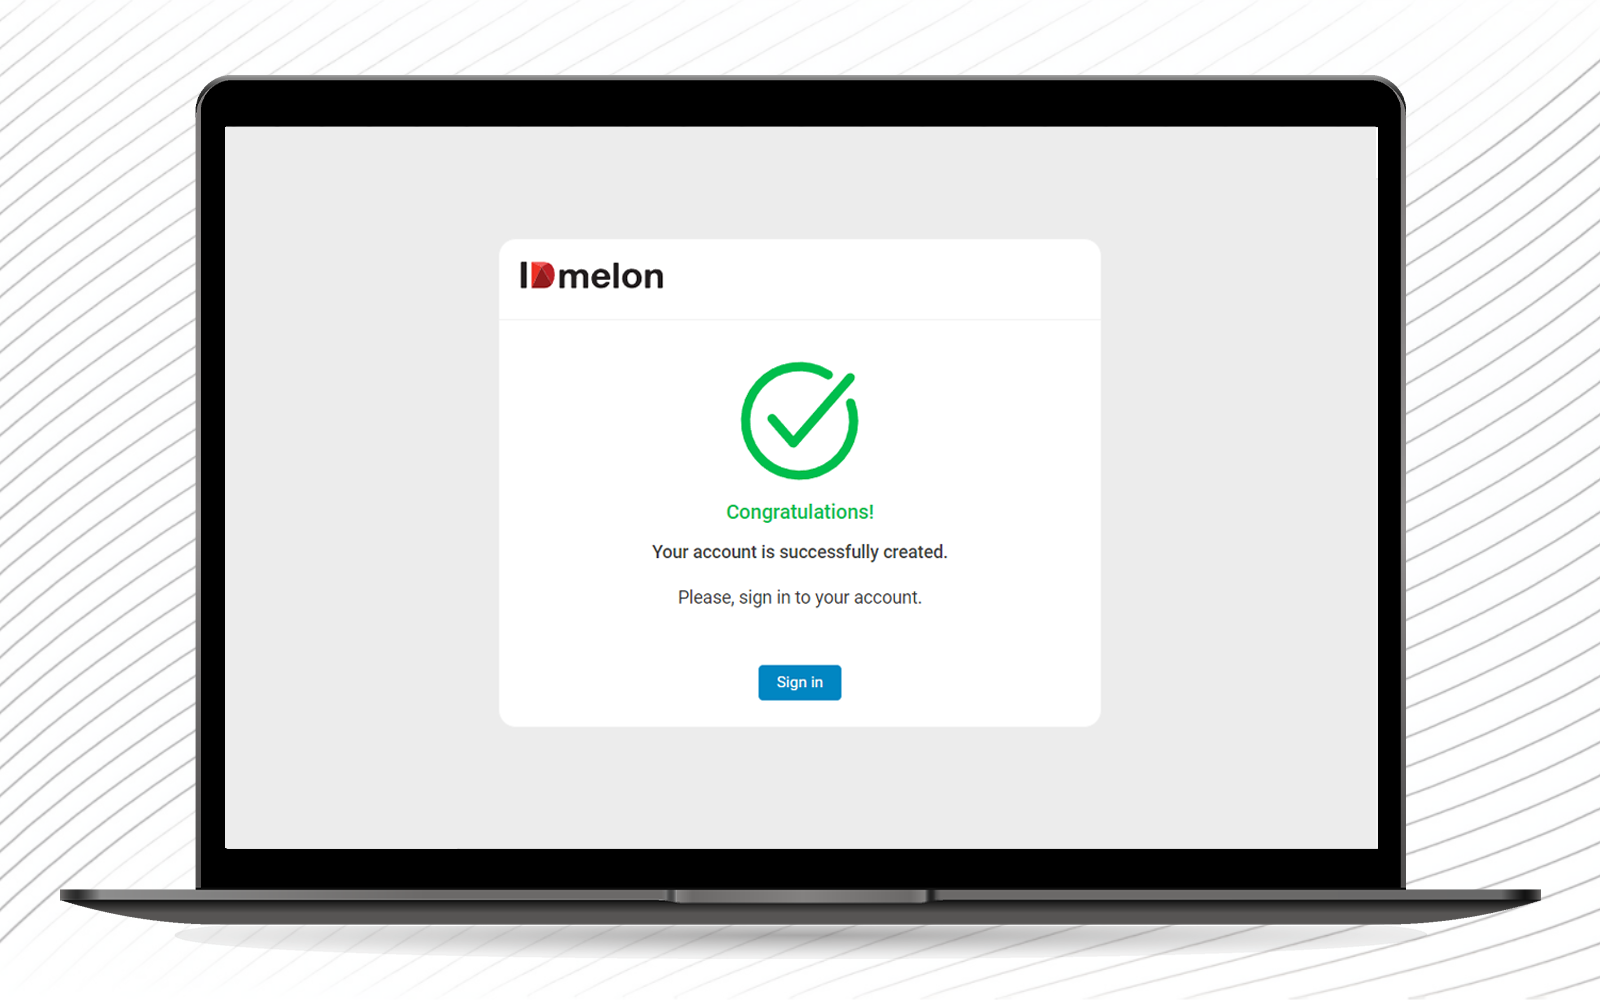 IDmelon
Congratulations!
Your account is successfully created.
Please, sign in to your account.
Sign in